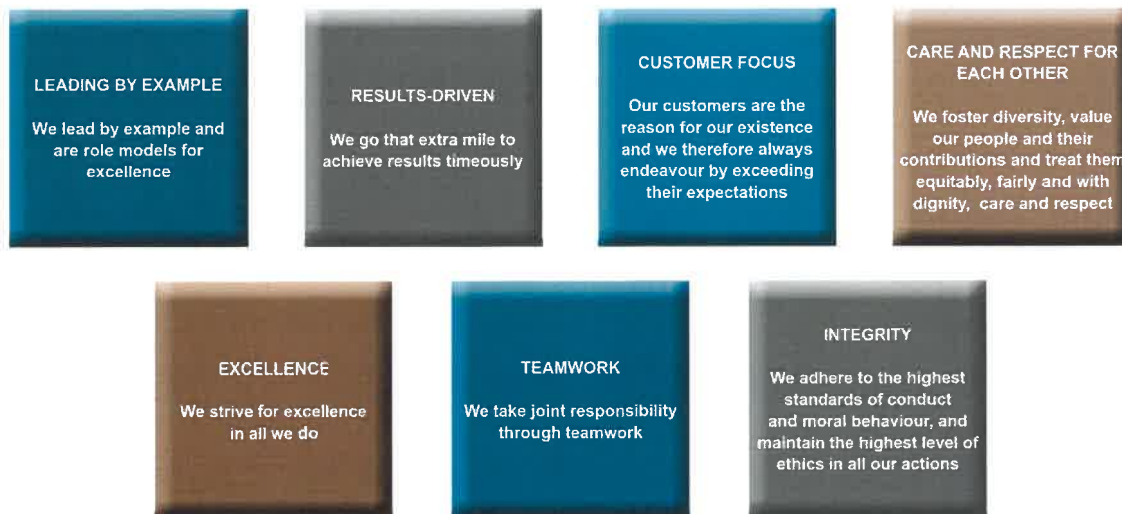 LEADING BY EXAMPLE
We lead by example and
are role models for
excellence
RESULTS-DRIVEN
We go that extra mile to
achieve results timeously
CUSTOMER FOCUS
Our customers are the
reason for our existence
and we therefore always
endeavour by exceeding
their expectations
CARE AND RESPECT FOR
EACH OTHER
We foster diversity, value
our people and their
contributions and treat them
equitably, fairly and with
dignity, care and respect
EXCELLENCE
We strive for excellence
in all we do
TEAMWORK
We take joint responsibility
through teamwork
INTEGRITY
We adhere to the highest
standards of conduct
and moral behaviour, and
maintain the highest level of
ethics in all our actions